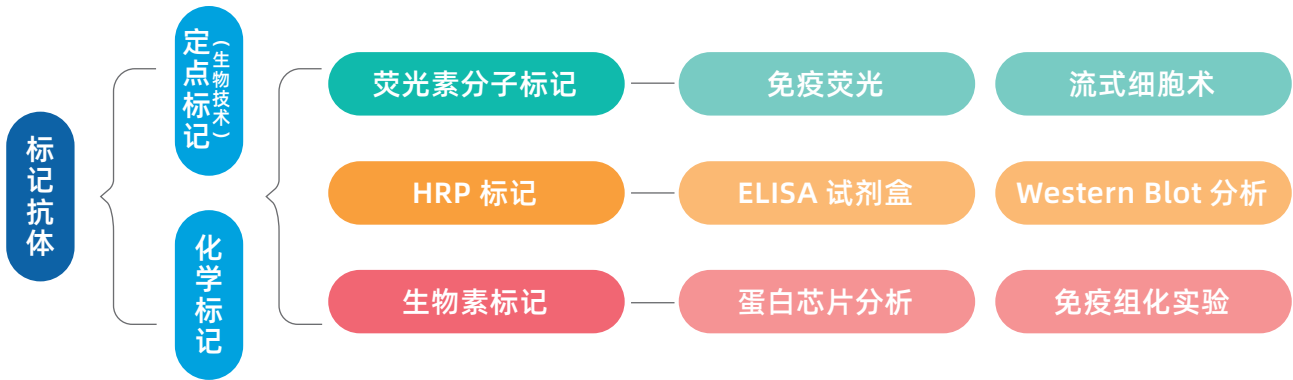 标记抗体
定点标记
(生物技术)
化学标记
荧光素分子标记
免疫荧光
流式细胞术
HRP 标记
ELISA 试剂盒
Western Blot 分析
生物素标记
蛋白芯片分析
免疫组化实验